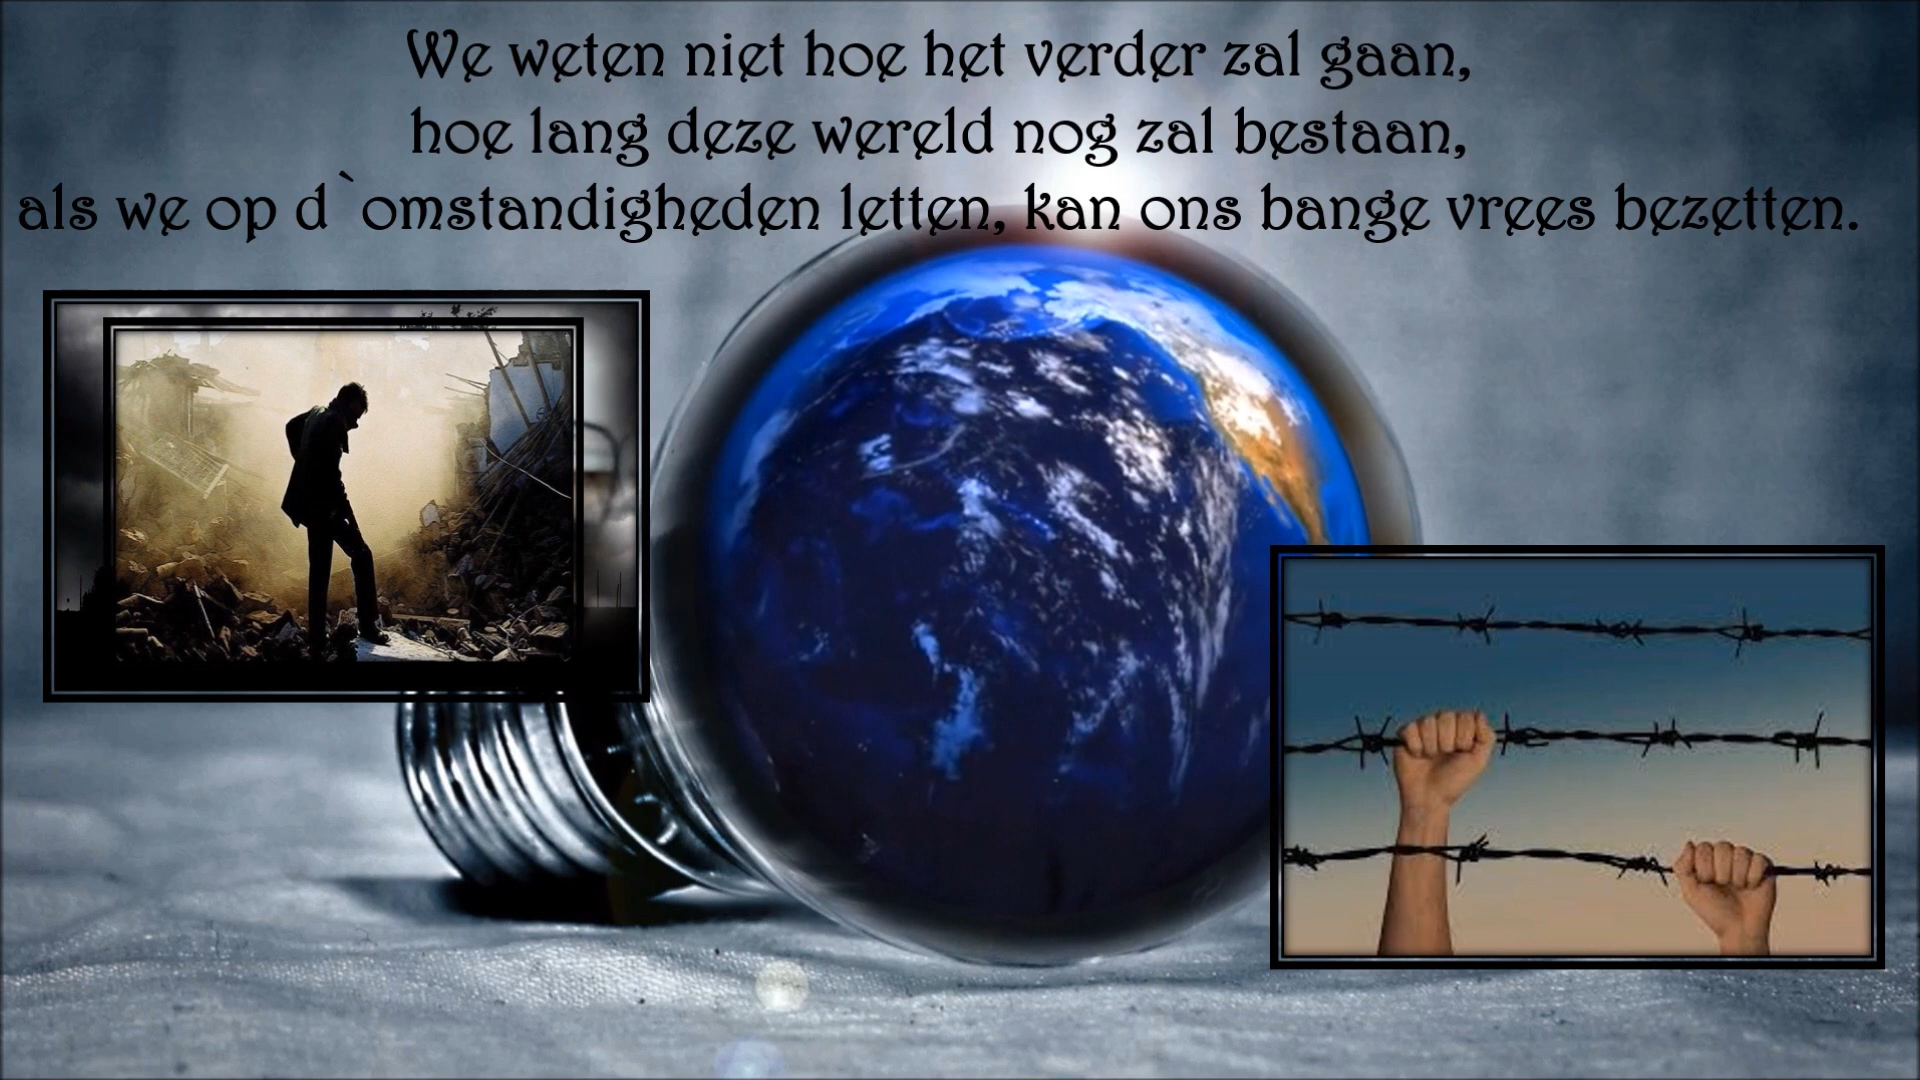 We weten niet hoe het verder zal gaan,
hoe lang deze wereld nog zal bestaan,
als we op d`omstandigheden letten, kan ons bange vrees bezetten.